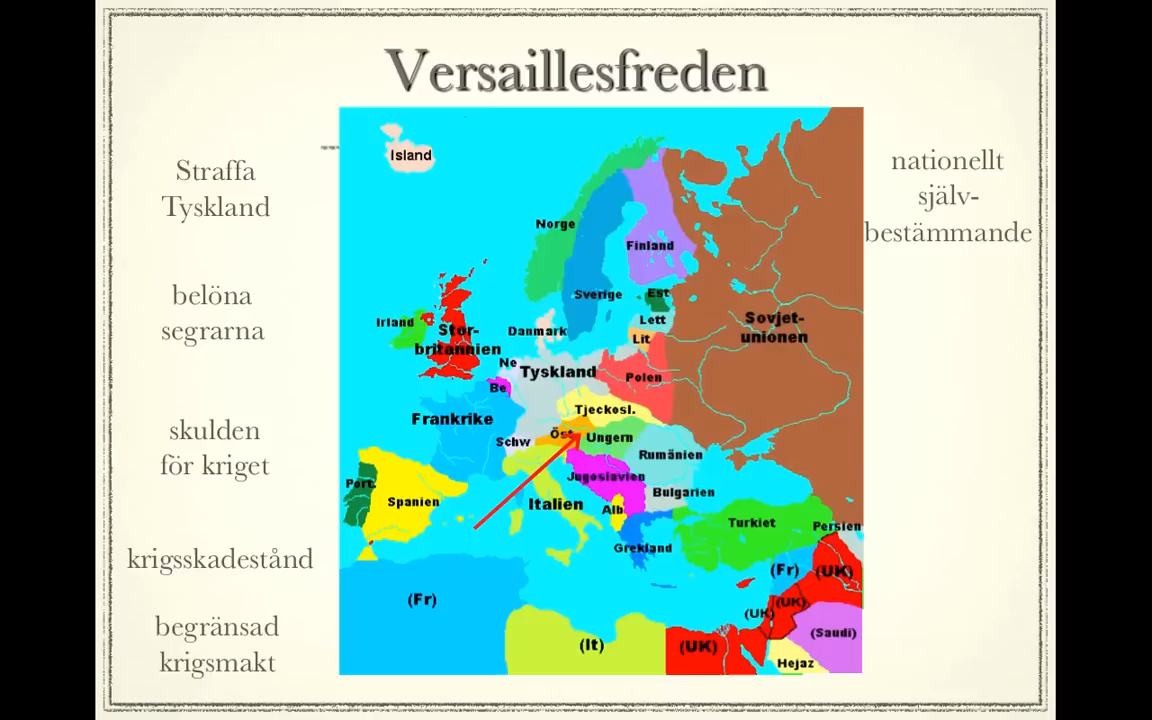 Versaillesfreden
Straffa
Tyskland
belöna
segrarna
skulden
för kriget
krigsskadestånd
begränsad
krigsmakt
nationellt
själv-
bestämmande
Island
Norge
Finland
Sverige
Est
Lett
Lit
Irland
Stor-
britannien
Danmark
Sovjet-
unionen
Ne
Tyskland
Be
Polen
Frankrike
Tjeckosl.
Schw
Öst
Ungern
Rumänien
Port.
Spanien
Jugoslavien
Bulgarien
Italien
Alb
Turkiet
Persien
Grekland
(Fr)
(UK)
(Fr)
(UK)
(UK)
(It)
(UK)
(Saudi)
Hejaz